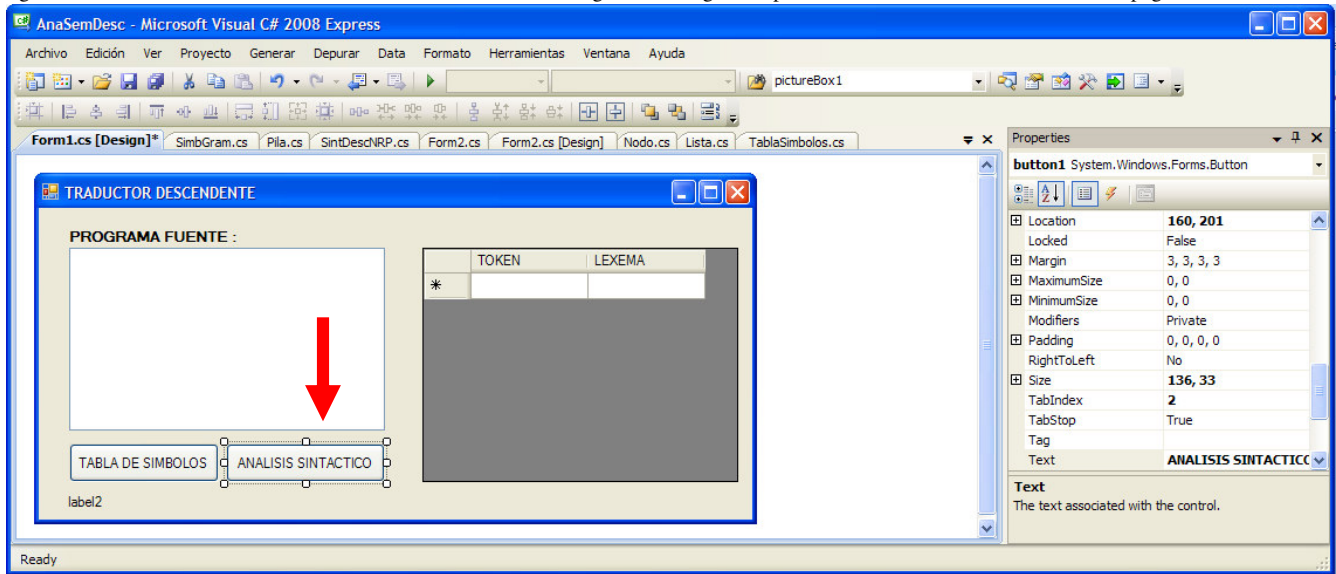 AnaSemDesc - Microsoft Visual C# 2008 Express
Archivo Edición Ver Proyecto Generar Depurar Data Formato Herramientas Ventana Ayuda
pictureBox1
Form1.cs [Design]* SimbGram.cs Pila.cs SintDescNRP.cs Form2.cs Form2.cs [Design] Nodo.cs Lista.cs TablaSimbolos.cs
TRADUCTOR DESCENDENTE
PROGRAMA FUENTE :
TOKEN LEXEMA
TABLA DE SIMBOLOS ANALISIS SINTACTICO
label2
Properties
button1 System.Windows.Forms.Button
Location 160, 201
Locked False
Margin 3, 3, 3, 3
MaximumSize 0, 0
MinimumSize 0, 0
Modifiers Private
Padding 0, 0, 0, 0
RightToLeft No
Size 136, 33
TabIndex 2
TabStop True
Tag
Text ANALISIS SINTACTICO
Text
The text associated with the control.
Ready